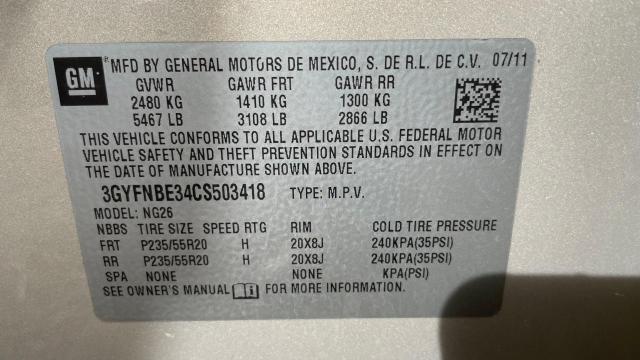 GM ® MFD BY GENERAL MOTORS DE MEXICO, S. DE R.L. DE C.V. 07/11
GVWR GAWR FRT GAWR RR
2480 KG 1410 KG 1300 KG
5467 LB 3108 LB 2866 LB
THIS VEHICLE CONFORMS TO ALL APPLICABLE U.S. FEDERAL MOTOR
VEHICLE SAFETY AND THEFT PREVENTION STANDARDS IN EFFECT ON
THE DATE OF MANUFACTURE SHOWN ABOVE.
3GYFNBE34CS503418 TYPE: M.P.V.
MODEL: NG26
NBBS TIRE SIZE SPEED RTG RIM COLD TIRE PRESSURE
FRT P235/55R20 H 20X8J 240KPA(35PSI)
RR P235/55R20 H 20X8J 240KPA(35PSI)
SPA NONE NONE KPA(PSI)
SEE OWNER'S MANUAL FOR MORE INFORMATION.